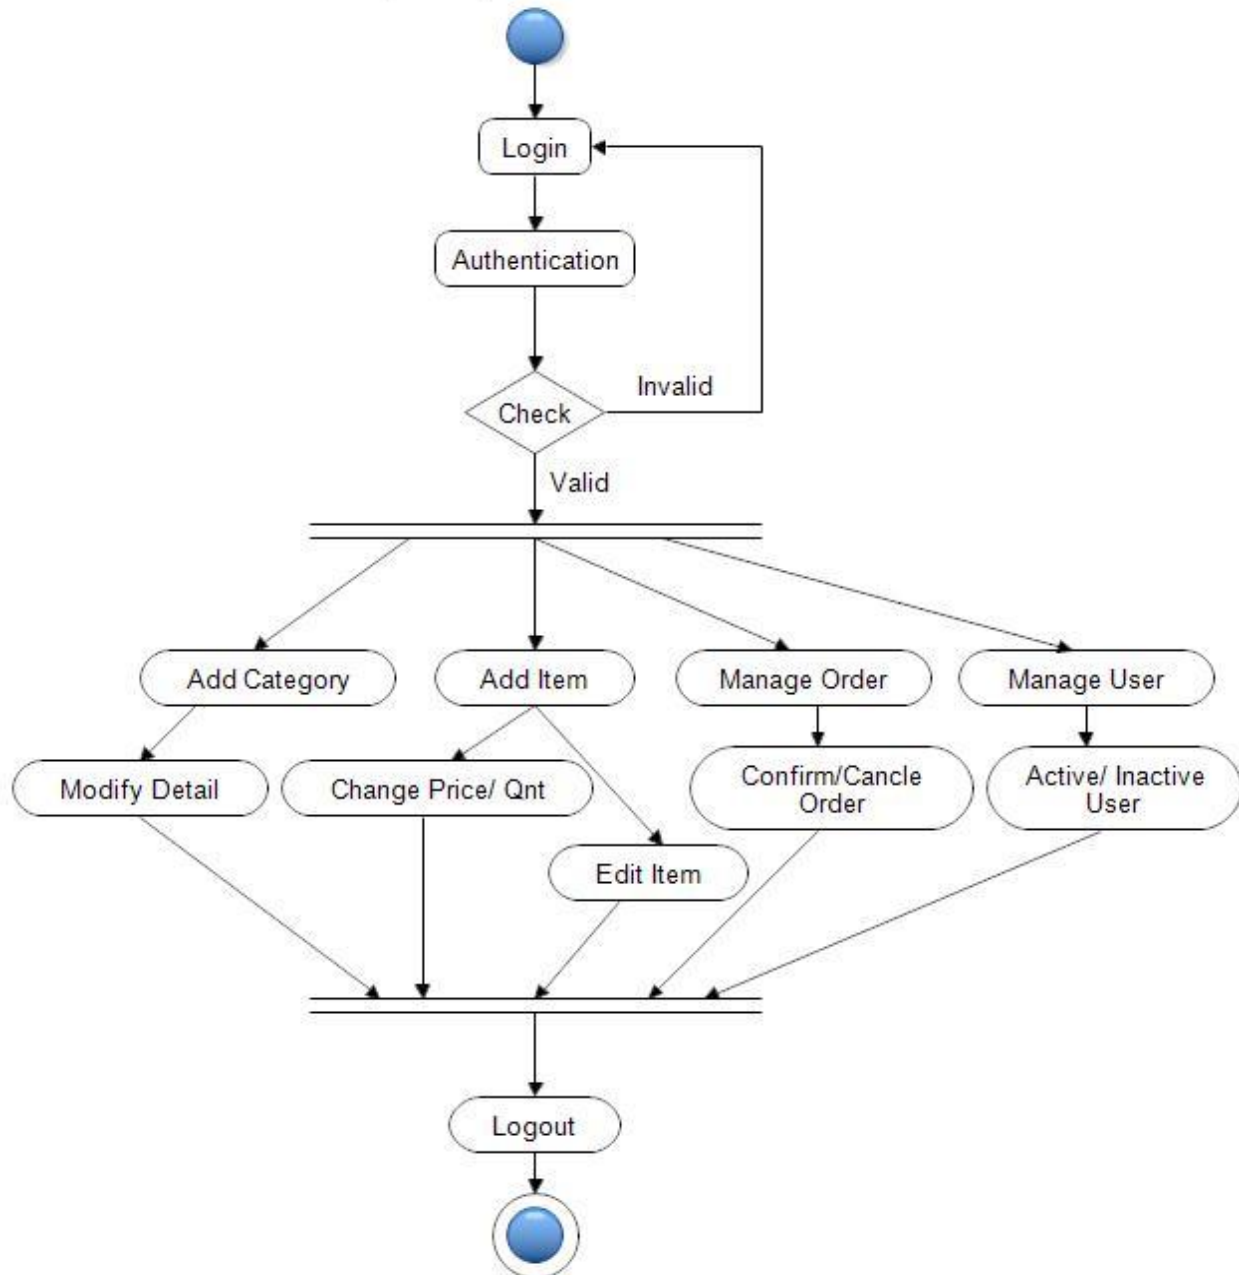 Login
Authentication
Invalid
Check
Valid
Add Category
Add Item
Manage Order
Manage User
Modify Detail
Change Price/ Qnt
Confirm/Cancle
Order
Active/ Inactive
User
Edit Item
Logout